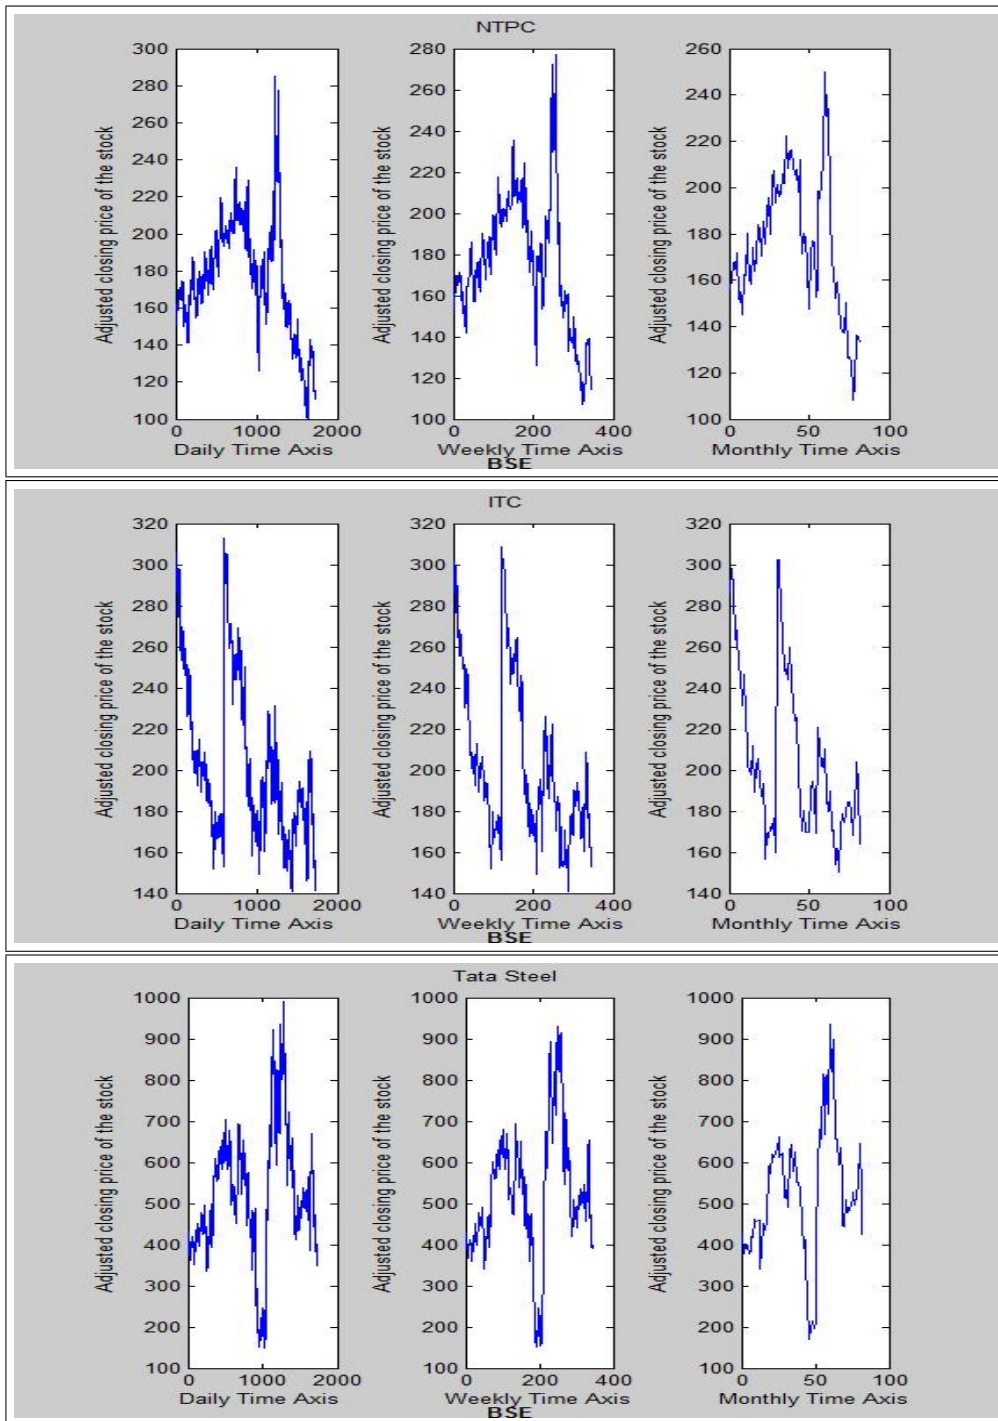 NTPC
300
280
260
240
220
200
180
160
140
120
100
Adjusted closing price of the stock
0 1000 2000
Daily Time Axis
280
260
240
220
200
180
160
140
120
100
Adjusted closing price of the stock
0 200 400
Weekly Time Axis
260
240
220
200
180
160
140
120
100
Adjusted closing price of the stock
0 50 100
Monthly Time Axis
BSE
ITC
320
300
280
260
240
220
200
180
160
140
Adjusted closing price of the stock
0 1000 2000
Daily Time Axis
320
300
280
260
240
220
200
180
160
140
Adjusted closing price of the stock
0 200 400
Weekly Time Axis
320
300
280
260
240
220
200
180
160
140
Adjusted closing price of the stock
0 50 100
Monthly Time Axis
BSE
Tata Steel
1000
900
800
700
600
500
400
300
200
100
Adjusted closing price of the stock
0 1000 2000
Daily Time Axis
1000
900
800
700
600
500
400
300
200
100
Adjusted closing price of the stock
0 200 400
Weekly Time Axis
1000
900
800
700
600
500
400
300
200
100
Adjusted closing price of the stock
0 50 100
Monthly Time Axis
BSE